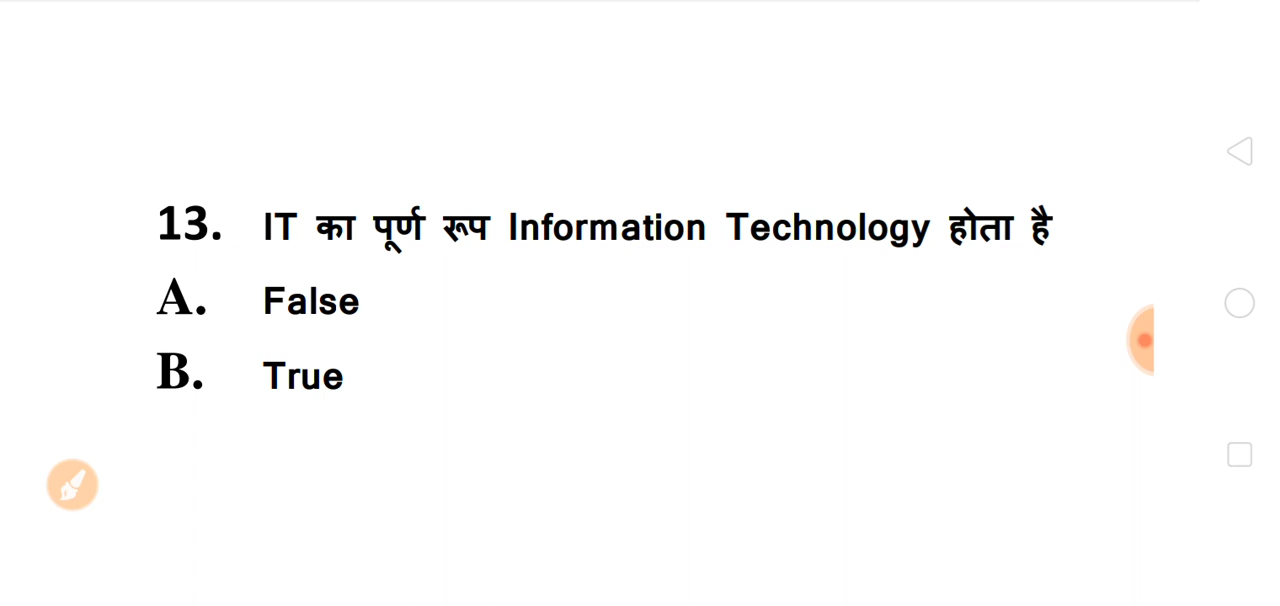 13. IT का पूर्ण रूप Information Technology होता है
A. False
B. True